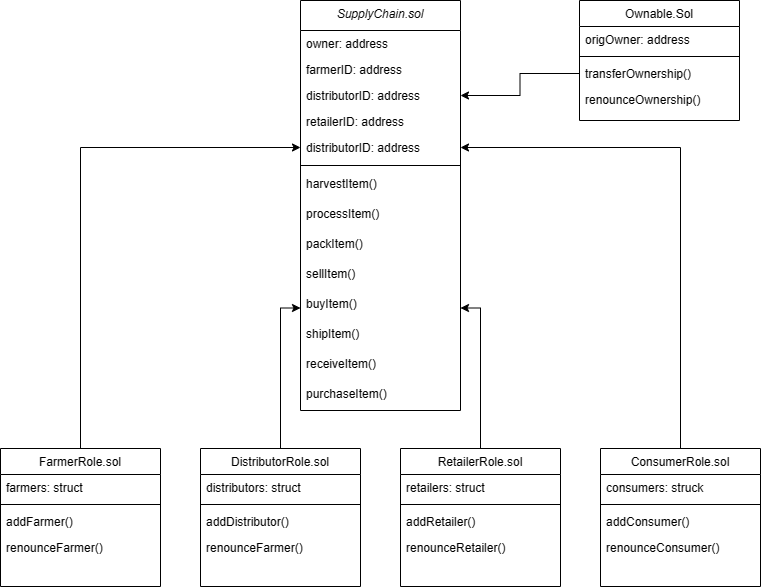 SupplyChain.sol
owner: address
farmerID: address
distributorID: address
retailerID: address
distributorID: address
harvestItem()
processItem()
packItem()
sellItem()
buyItem()
shipItem()
receiveItem()
purchaseItem()
Ownable.Sol
origOwner: address
transferOwnership()
renounceOwnership()
FarmerRole.sol
farmers: struct
addFarmer()
renounceFarmer()
DistributorRole.sol
distributors: struct
addDistributor()
renounceFarmer()
RetailerRole.sol
retailers: struct
addRetailer()
renounceRetailer()
ConsumerRole.sol
consumers: struck
addConsumer()
renounceConsumer()